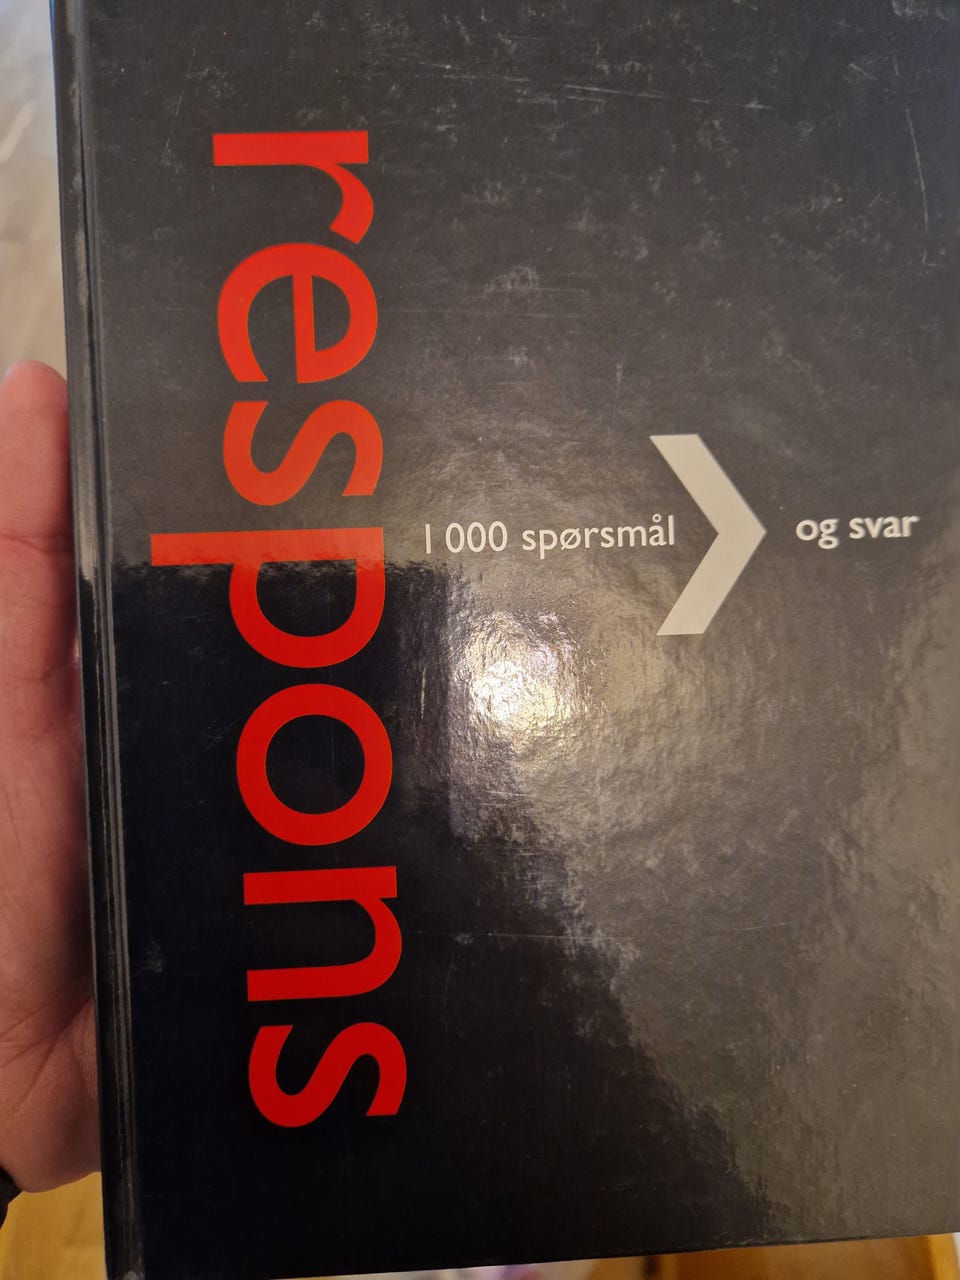 respons
1 000 spørsmål
og svar